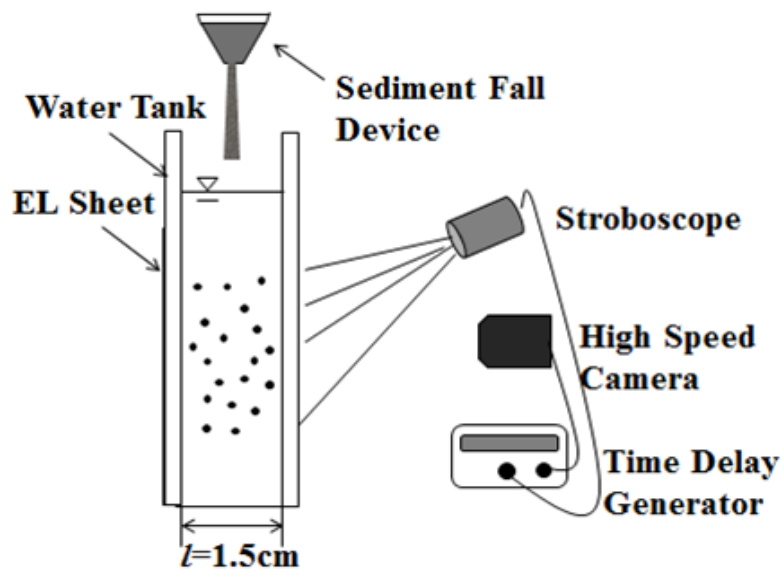 Sediment Fall
Device
Water Tank
EL Sheet
Stroboscope
High Speed
Camera
Time Delay
Generator
l=1.5cm